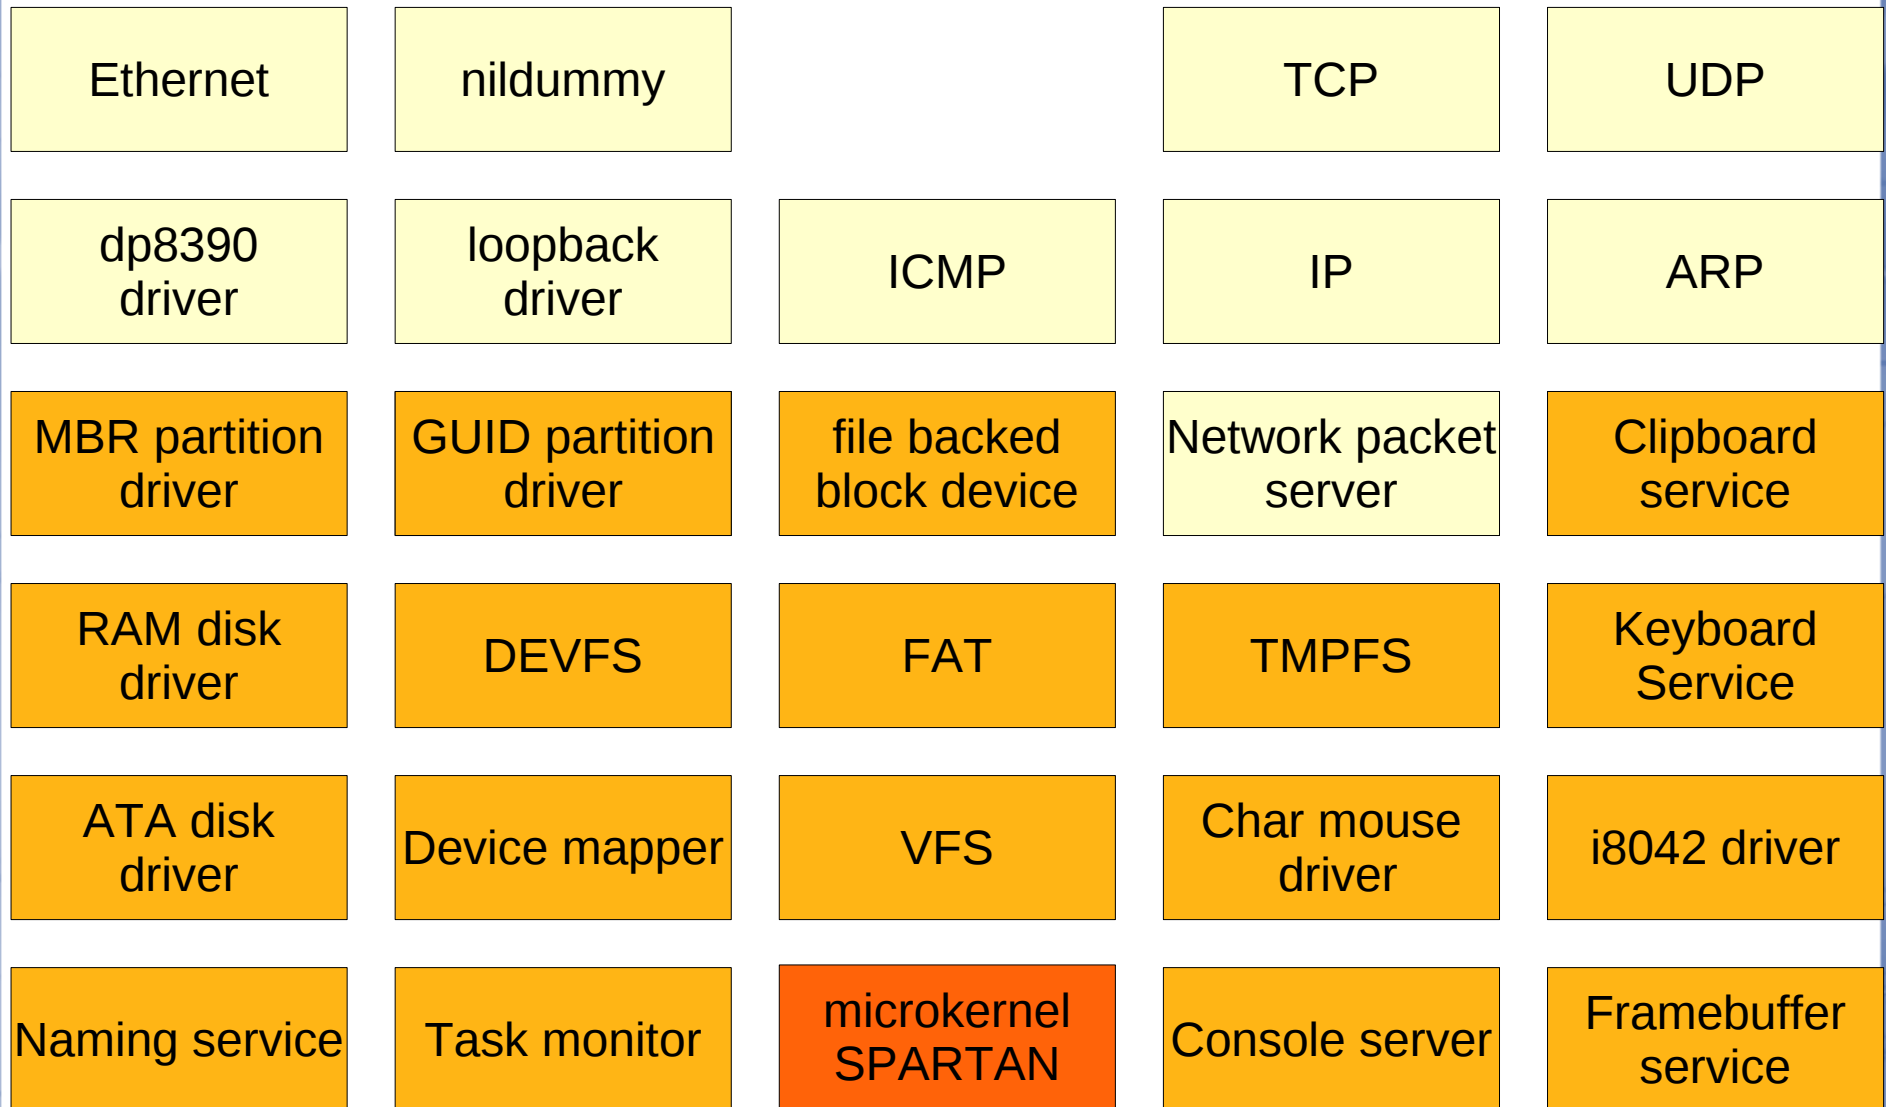 Ethernet
nildummy
TCP
UDP
dp8390
driver
loopback
driver
ICMP
IP
ARP
MBR partition
driver
GUID partition
driver
file backed
block device
Network packet
server
Clipboard
service
RAM disk
driver
DEVFS
FAT
TMPFS
Keyboard
Service
ATA disk
driver
Device mapper
VFS
Char mouse
driver
i8042 driver
Naming service
Task monitor
microkernel
SPARTAN
Console server
Framebuffer
service